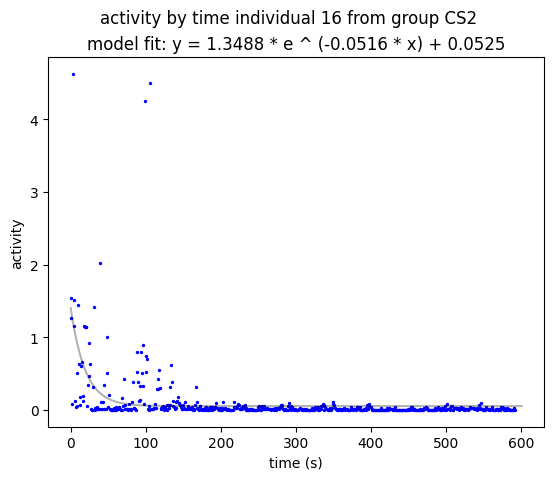 activity by time individual 16 from group CS2
model fit: y = 1.3488 * e ^ (-0.0516 * x) + 0.0525
activity
4
3
2
1
0
0 100 200 300 400 500 600
time (s)